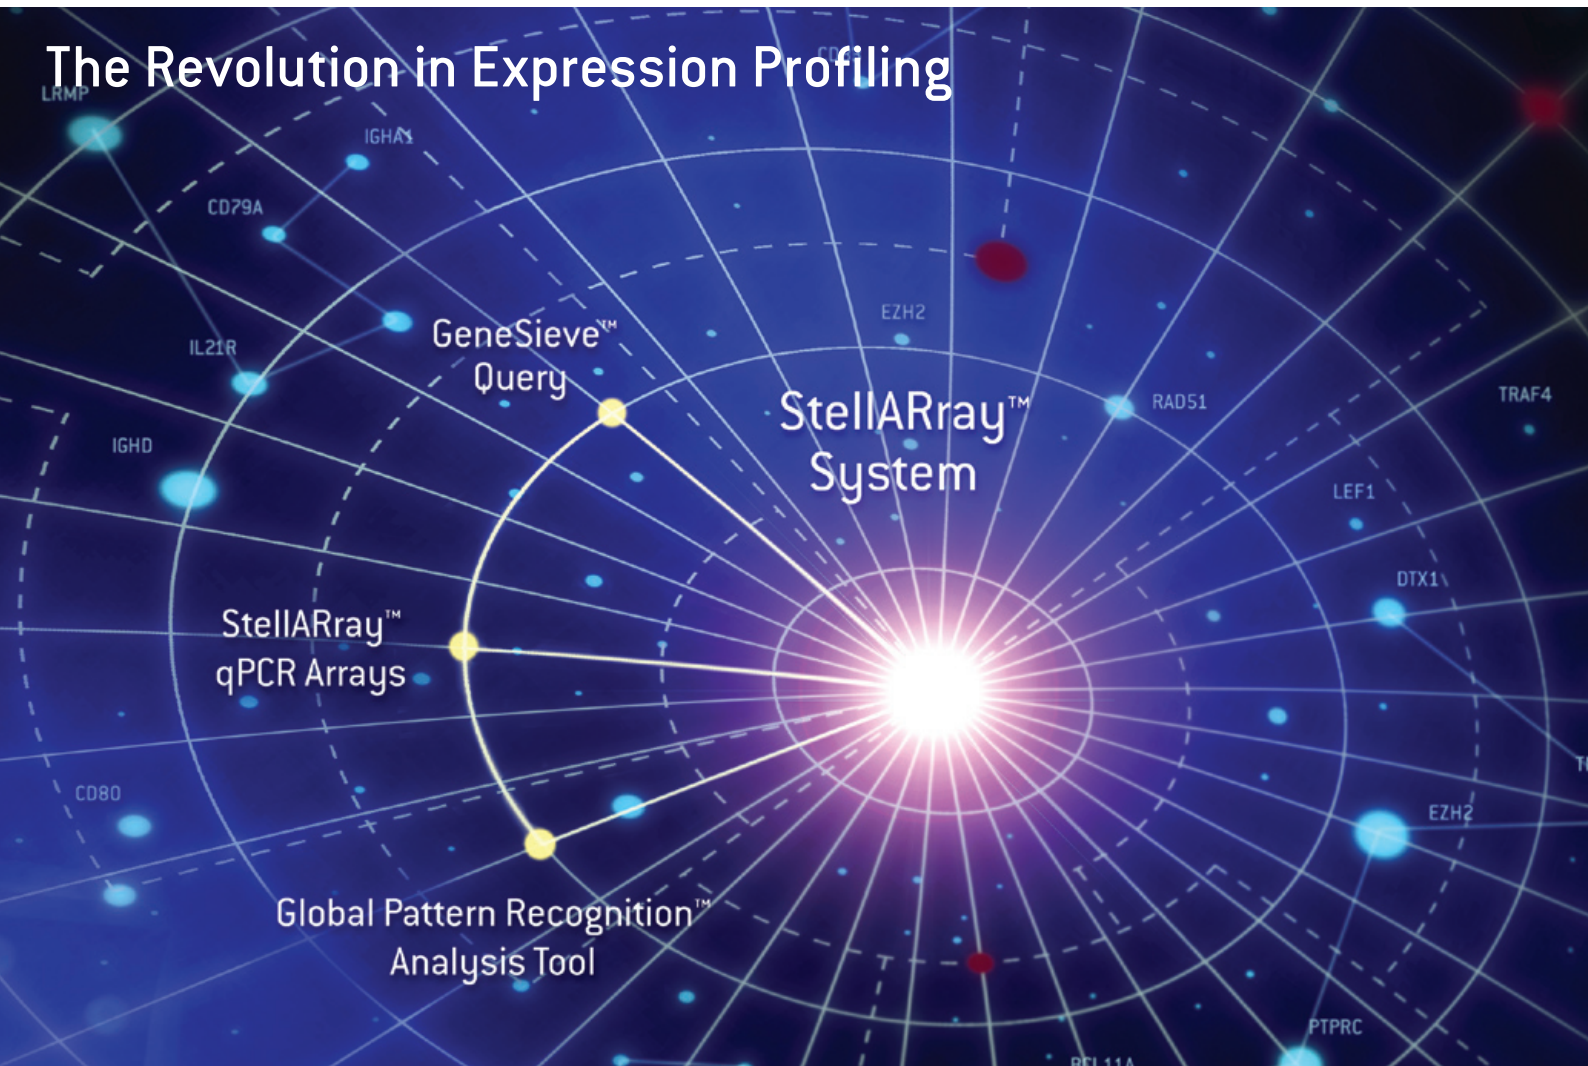 The Revolution in Expression Profiling
LRMP
IGHA1
CD79A
GeneSieve™
Query
EZH2
IL21R
StellARray™
System
RAD51
TRAF4
IGHD
LEF1
DTX1
StellARray™
qPCR Arrays
CD80
EZH2
Global Pattern Recognition™
Analysis Tool
PTPRC